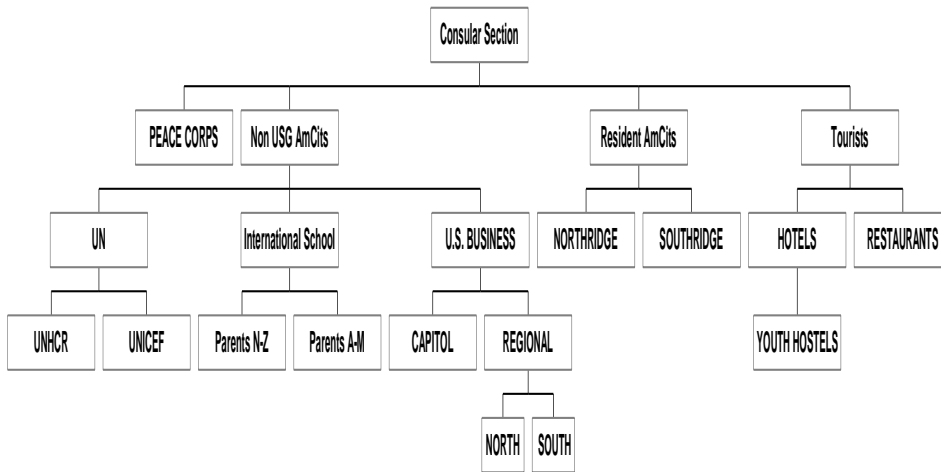 Consular Section
PEACE CORPS
Non USG AmCits
Resident AmCits
Tourists
UN
International School
U.S. BUSINESS
NORTHRIDGE
SOUTHRIDGE
HOTELS
RESTAURANTS
UNHCR
UNICEF
Parents N-Z
Parents A-M
CAPITOL
REGIONAL
YOUTH HOSTELS
NORTH
SOUTH